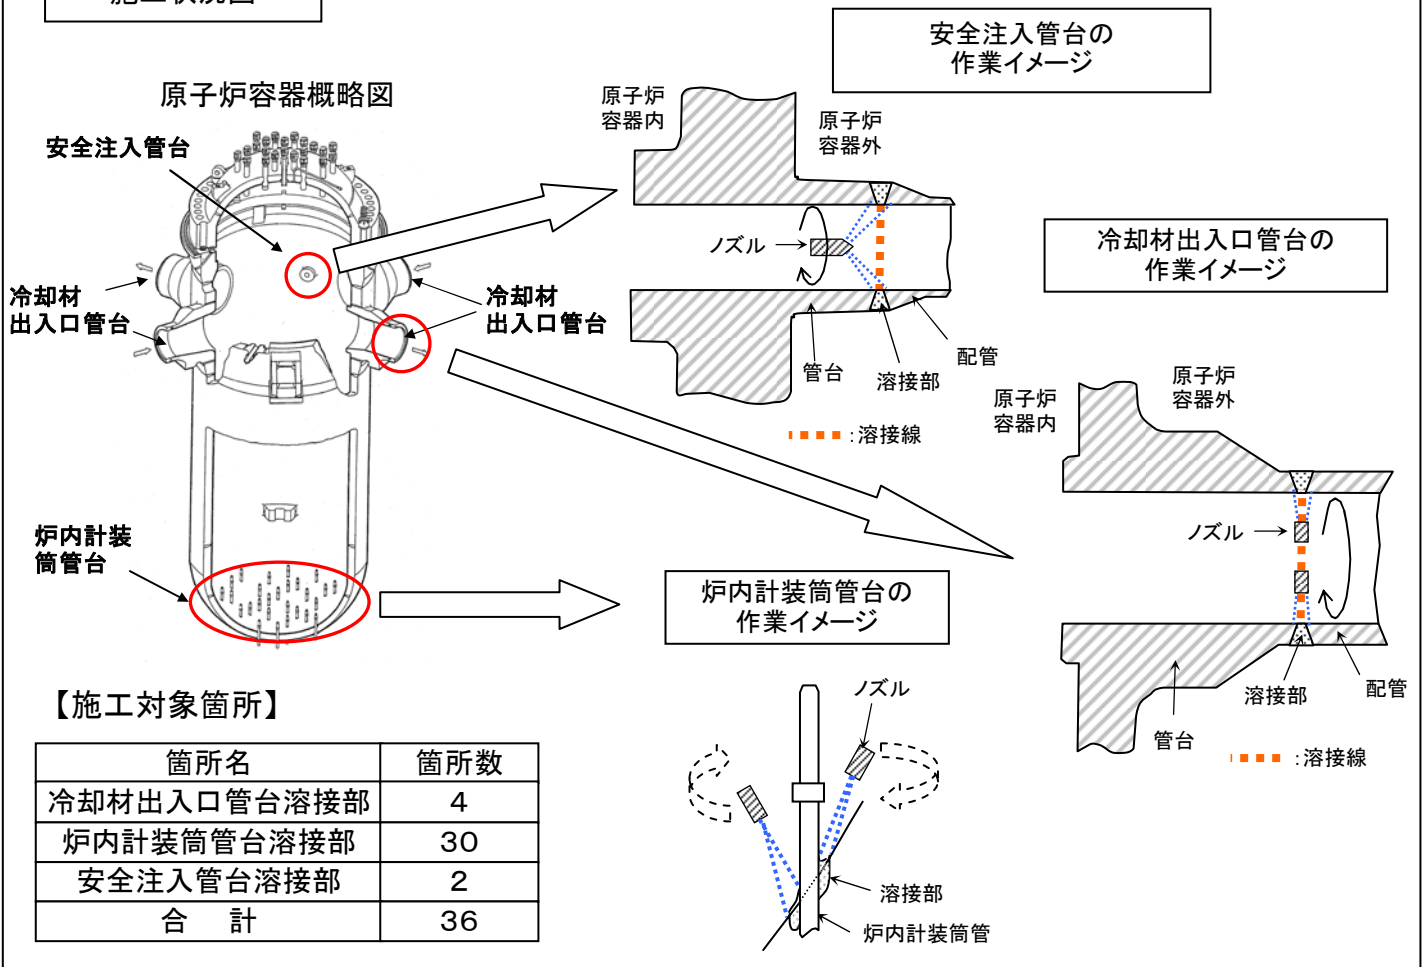 安全注入管台の
作業イメージ
原子炉容器概略図
安全注入管台
冷却材
出入口管台
冷却材
出入口管台
炉内計装
筒管台
原子炉
容器内
原子炉
容器外
ノズル
管台
溶接部
配管
:溶接線
冷却材出入口管台の
作業イメージ
原子炉
容器内
原子炉
容器外
ノズル
溶接部
配管
管台
:溶接線
炉内計装筒管台の
作業イメージ
ノズル
溶接部
炉内計装筒管
【施工対象箇所】
箇所名 箇所数
冷却材出入口管台溶接部 4
炉内計装筒管台溶接部 30
安全注入管台溶接部 2
合 計 36